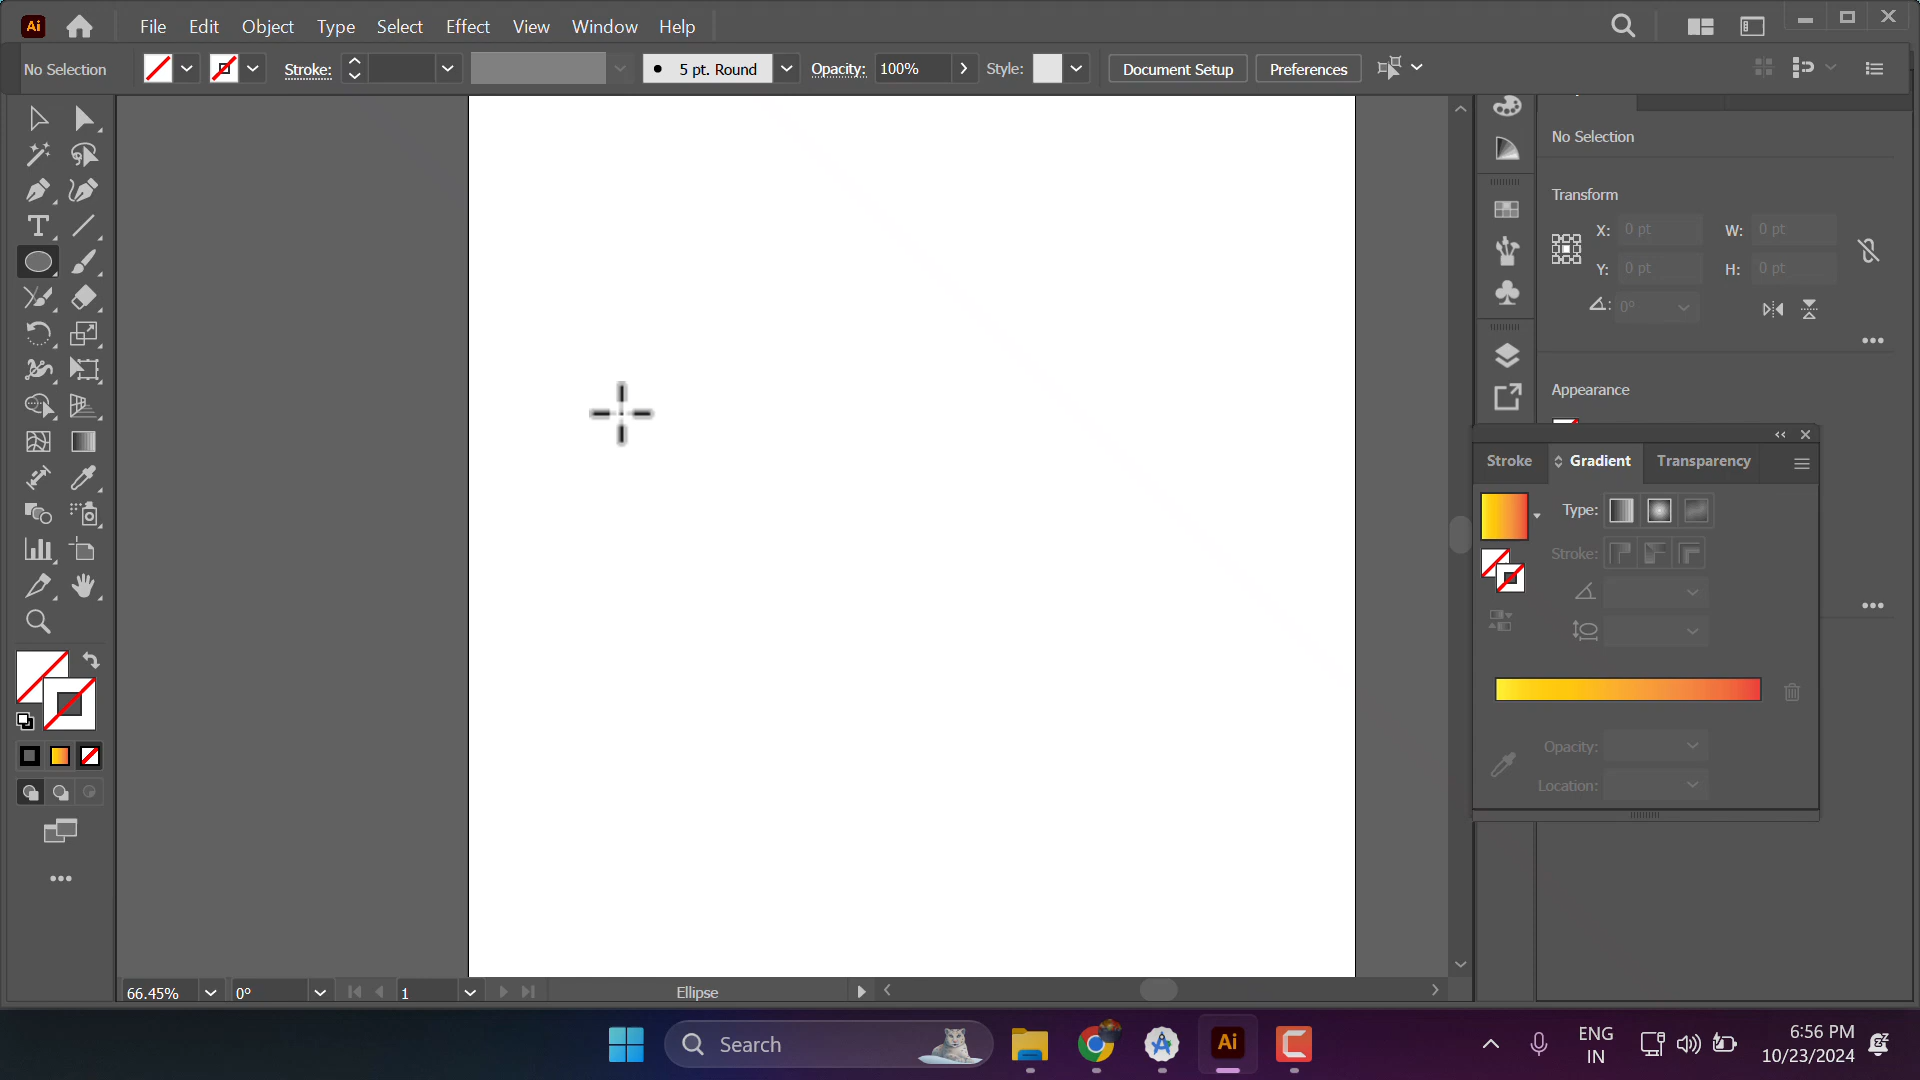 Ai File Edit Object Type Select Effect View Window Help
No Selection Stroke: 5 pt. Round Opacity: 100% Style: Document Setup Preferences
No Selection
Transform
X: 0 pt W: 0 pt
Y: 0 pt H: 0 pt
0°
Appearance
Stroke Gradient Transparency
Type:
Stroke:
Opacity:
Location:
66.45% 0° 1 Ellipse
Search
Ai
ENG
IN
6:56 PM
10/23/2024